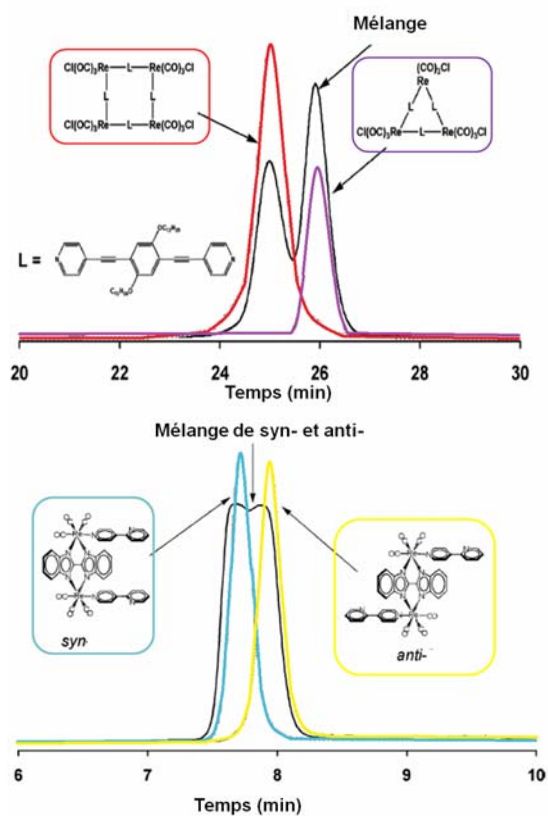 Mélange
Cl(OC)₃Re—L—Re(CO)₃Cl
L L
Cl(OC)₃Re—L—Re(CO)₃Cl
(CO)₃Cl
Re
L L
Cl(OC)₃Re—L—Re(CO)₃Cl
L =
N
N
20 22 24 26 28 30
Temps (min)
Mélange de syn- et anti-
syn-
anti-
6 7 8 9 10
Temps (min)